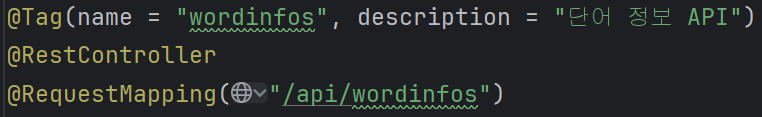 @Tag(name = "wordinfos", description = "단어 정보 API")
@RestController
@RequestMapping("/api/wordinfos")